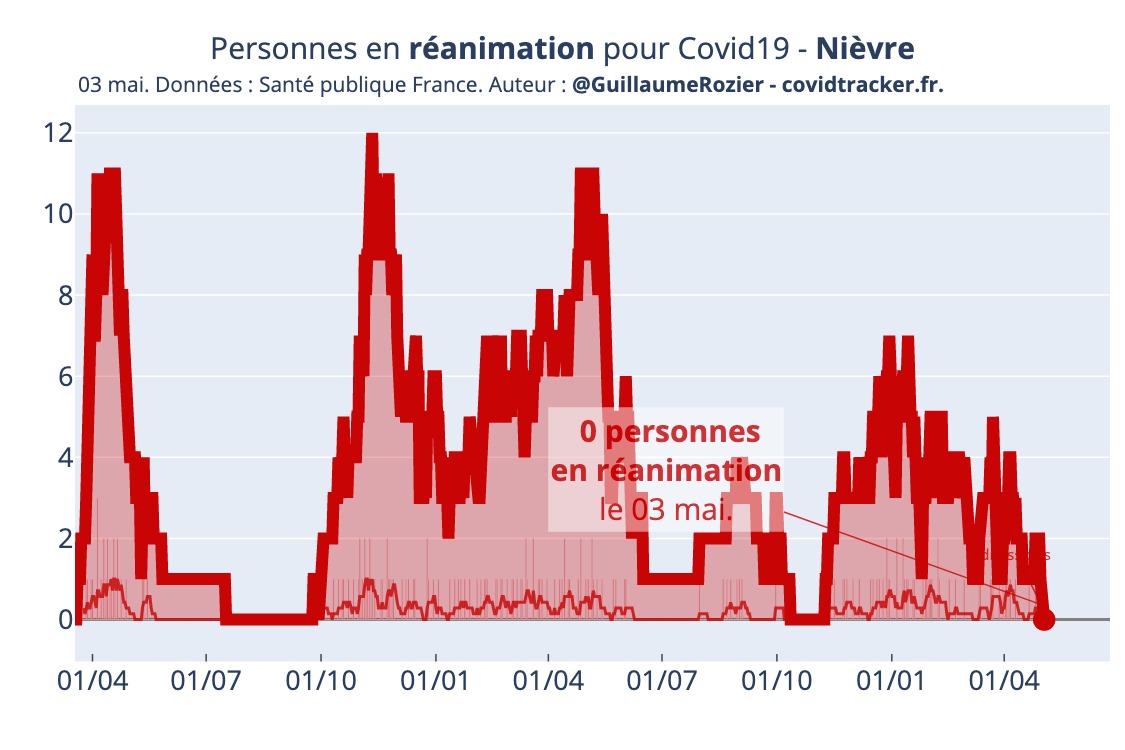 Personnes en réanimation pour Covid19 - Nièvre
03 mai. Données : Santé publique France. Auteur : @GuillaumeRozier - covidtracker.fr.
12
10
8
6
4
2
0
0 personnes
en réanimation
le 03 mai.
01/04 01/07 01/10 01/01 01/04 01/07 01/10 01/01 01/04